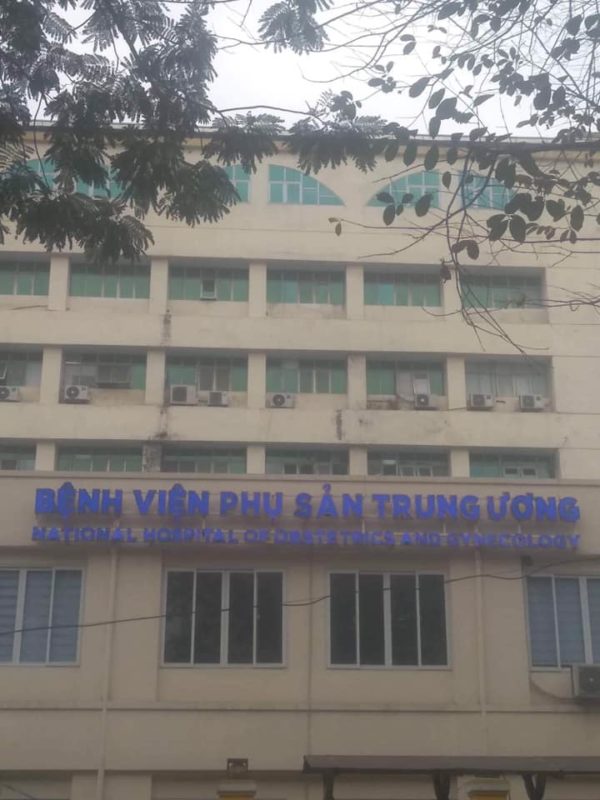 BỆNH VIỆN PHỤ SẢN TRUNG ƯƠNG
NATIONAL HOSPITAL OF OBSTETRICS AND GYNECOLOGY